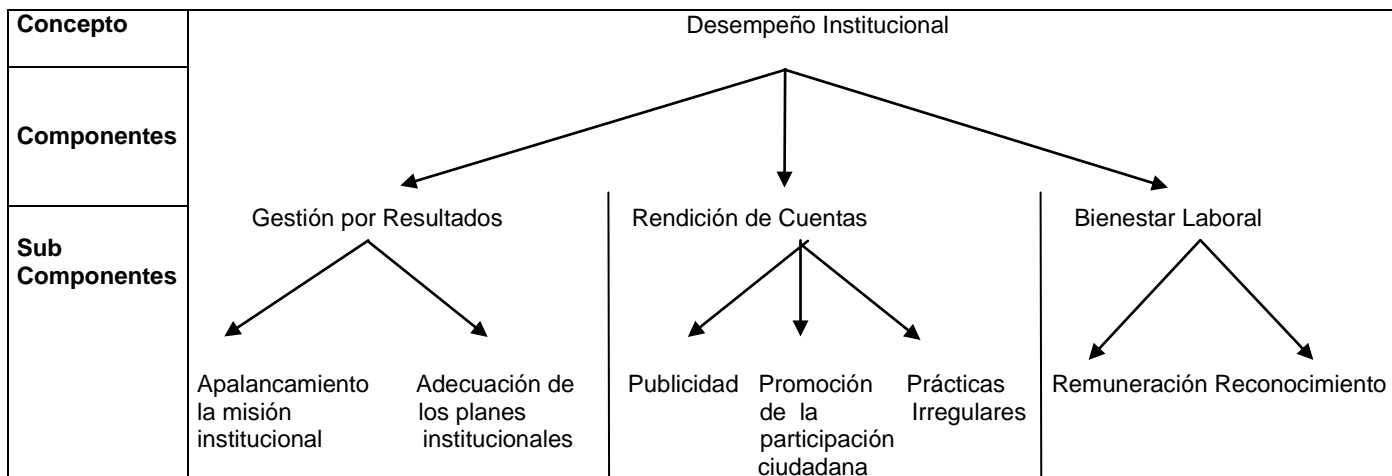 Concepto
Desempeño Institucional
Componentes
Gestión por Resultados
Rendición de Cuentas
Bienestar Laboral
Sub
Componentes
Apalancamiento
la misión
institucional
Adecuación de
los planes
institucionales
Publicidad
Promoción
de la
participación
ciudadana
Prácticas
Irregulares
Remuneración
Reconocimiento